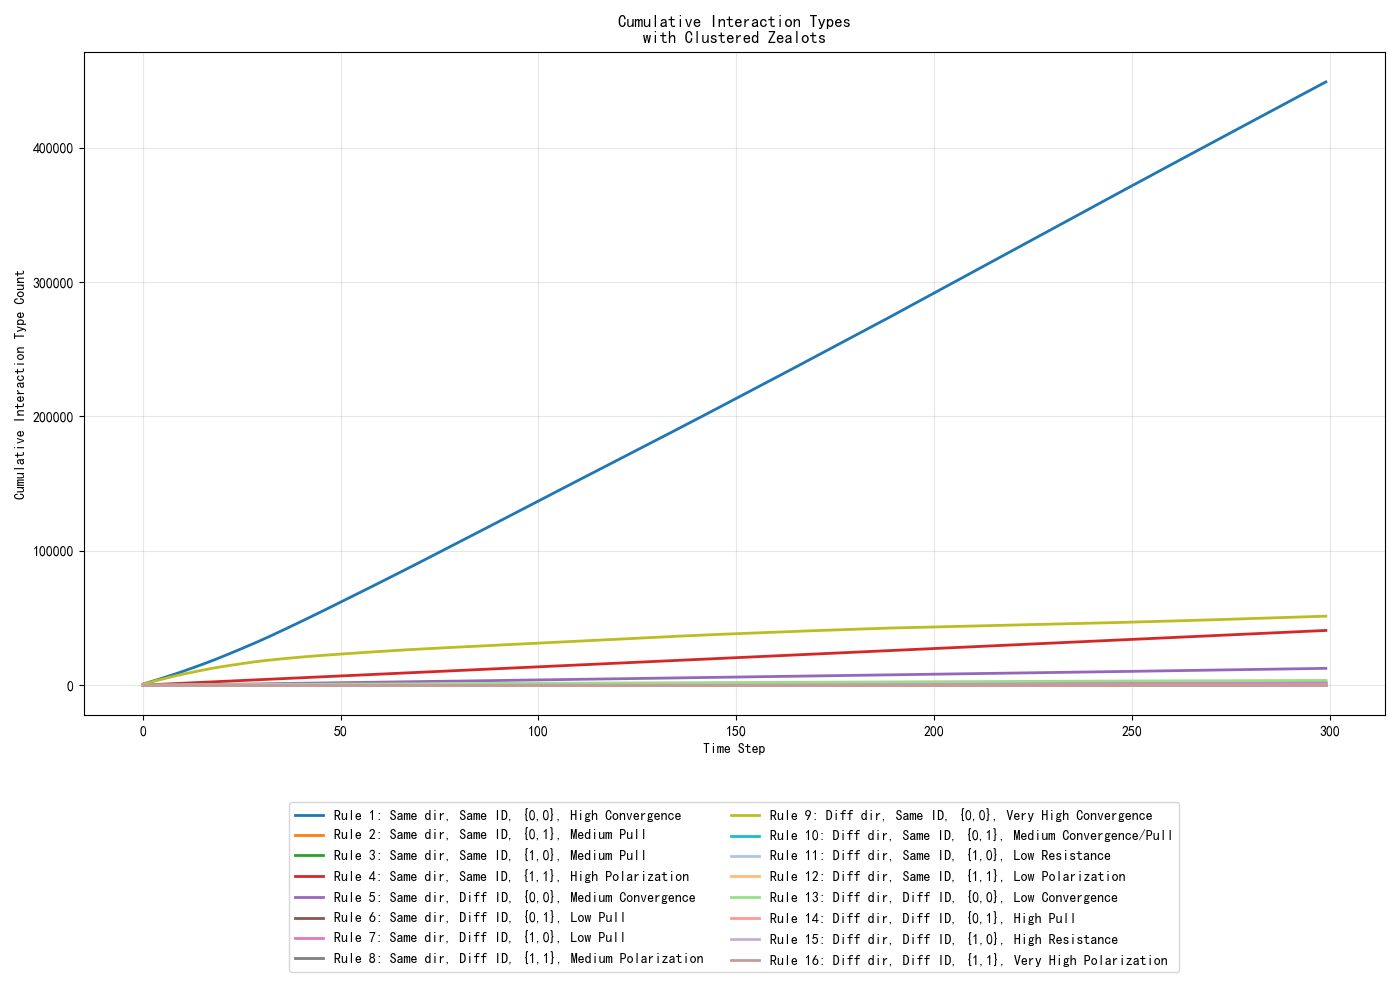 Cumulative Interaction Types
with Clustered Zealots
Cumulative Interaction Type Count
400000
300000
200000
100000
0
0 50 100 150 200 250 300
Time Step
Rule 1: Same dir, Same ID, {0,0}, High Convergence
Rule 2: Same dir, Same ID, {0,1}, Medium Pull
Rule 3: Same dir, Same ID, {1,0}, Medium Pull
Rule 4: Same dir, Same ID, {1,1}, High Polarization
Rule 5: Same dir, Diff ID, {0,0}, Medium Convergence
Rule 6: Same dir, Diff ID, {0,1}, Low Pull
Rule 7: Same dir, Diff ID, {1,0}, Low Pull
Rule 8: Same dir, Diff ID, {1,1}, Medium Polarization
Rule 9: Diff dir, Same ID, {0,0}, Very High Convergence
Rule 10: Diff dir, Same ID, {0,1}, Medium Convergence/Pull
Rule 11: Diff dir, Same ID, {1,0}, Low Resistance
Rule 12: Diff dir, Same ID, {1,1}, Low Polarization
Rule 13: Diff dir, Diff ID, {0,0}, Low Convergence
Rule 14: Diff dir, Diff ID, {0,1}, High Pull
Rule 15: Diff dir, Diff ID, {1,0}, High Resistance
Rule 16: Diff dir, Diff ID, {1,1}, Very High Polarization